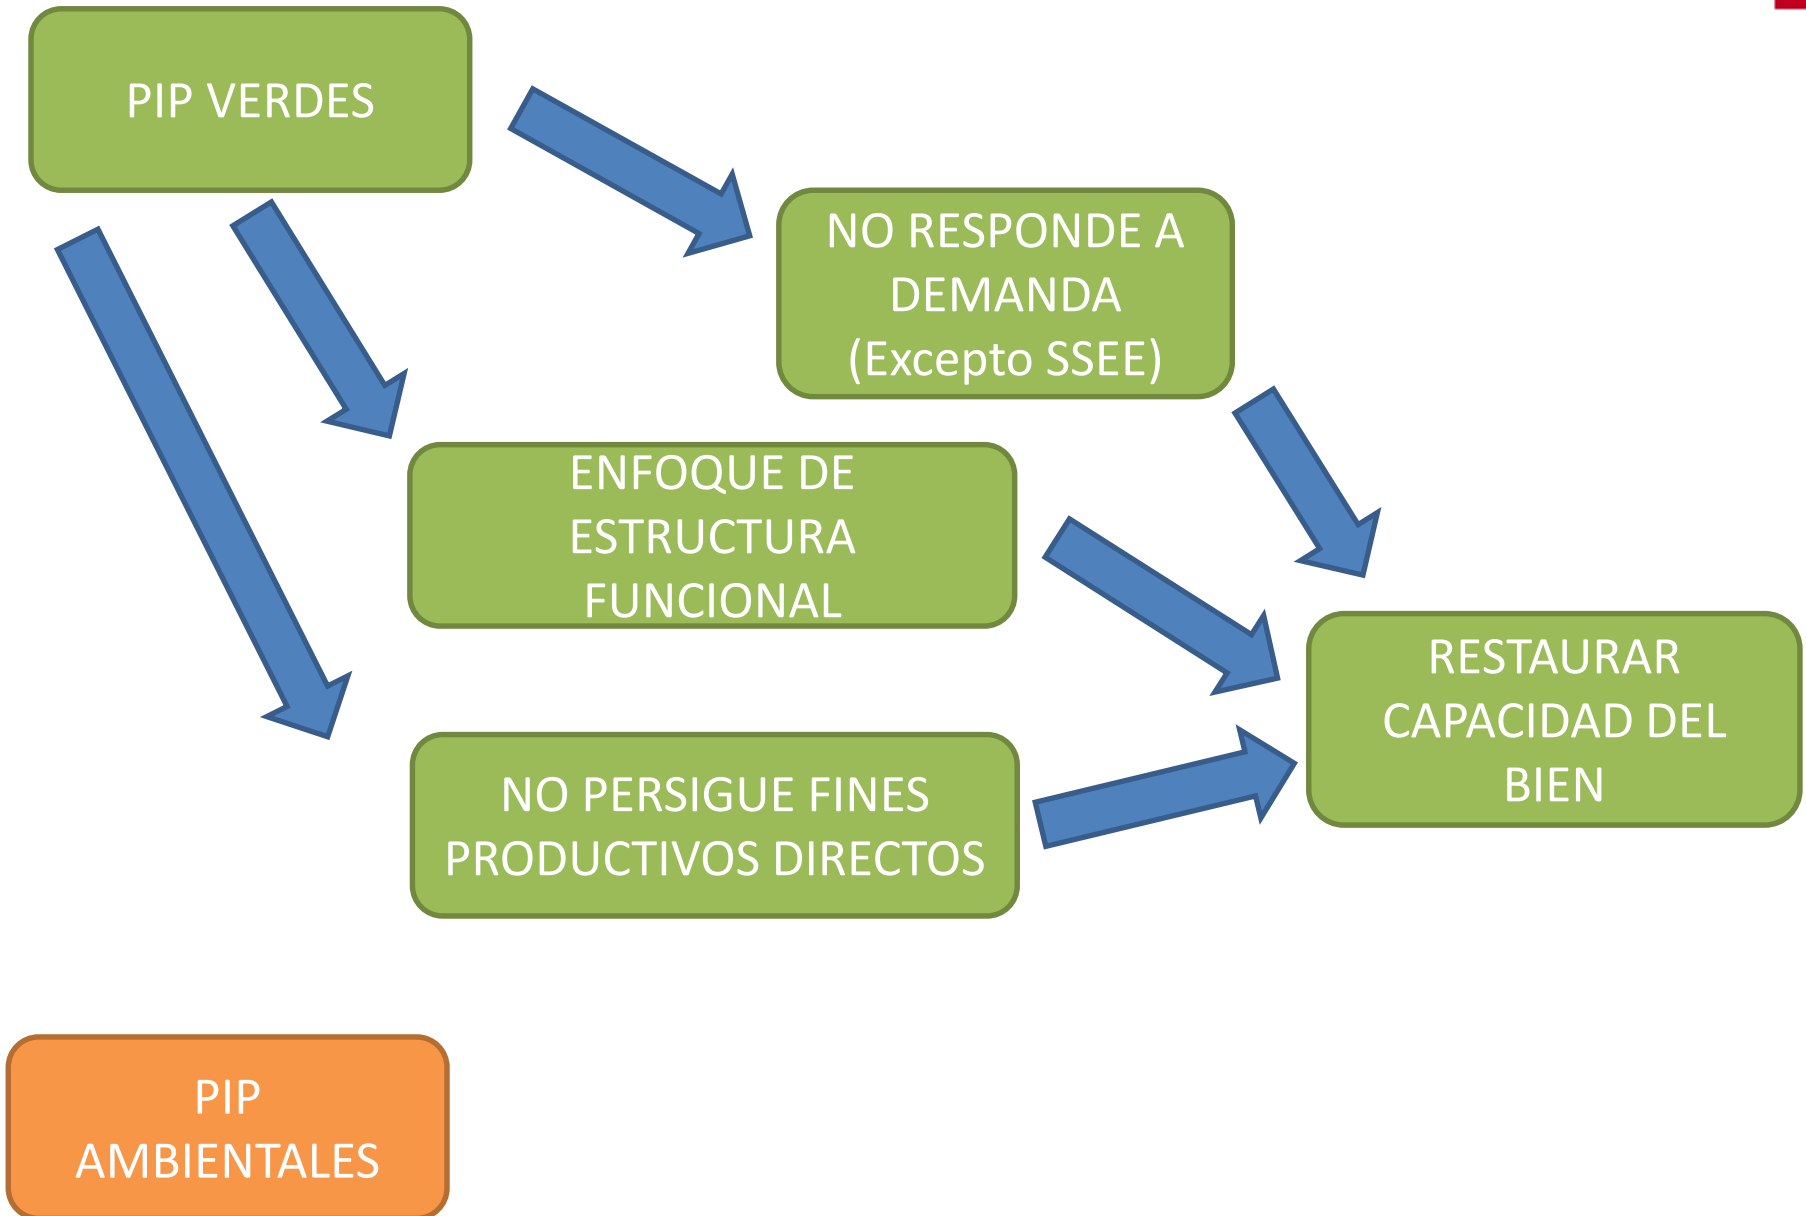 PIP VERDES
NO RESPONDE A
DEMANDA
(Excepto SSEE)
ENFOQUE DE
ESTRUCTURA
FUNCIONAL
RESTAURAR
CAPACIDAD DEL
BIEN
NO PERSIGUE FINES
PRODUCTIVOS DIRECTOS
PIP
AMBIENTALES